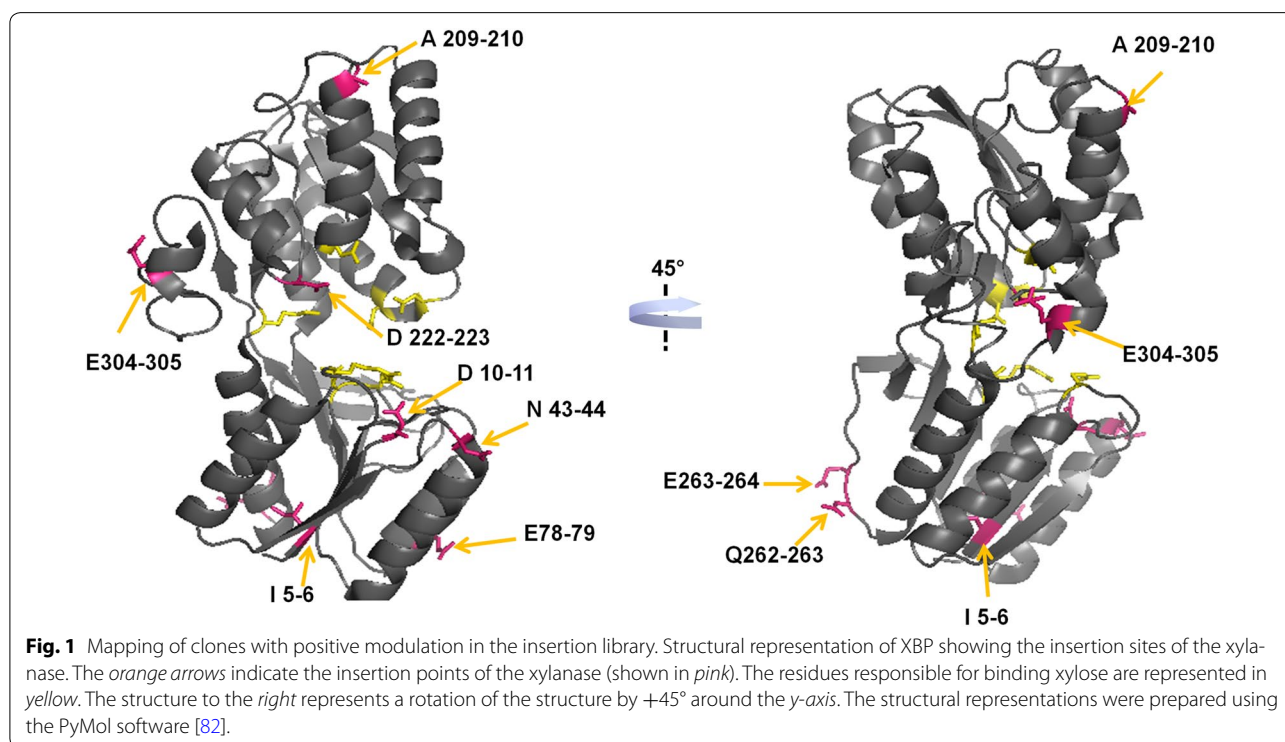 A 209-210
A 209-210
45°
E304-305
D 222-223
E304-305
D 10-11
N 43-44
E263-264
E78-79
Q262-263
I 5-6
I 5-6
Fig. 1 Mapping of clones with positive modulation in the insertion library. Structural representation of XBP showing the insertion sites of the xyla-
nase. The orange arrows indicate the insertion points of the xylanase (shown in pink). The residues responsible for binding xylose are represented in
yellow. The structure to the right represents a rotation of the structure by +45° around the y-axis. The structural representations were prepared using
the PyMol software [82].